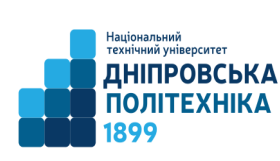 Національний
технічний університет
ДНІПРОВСЬКА
ПОЛІТЕХНІКА
1899